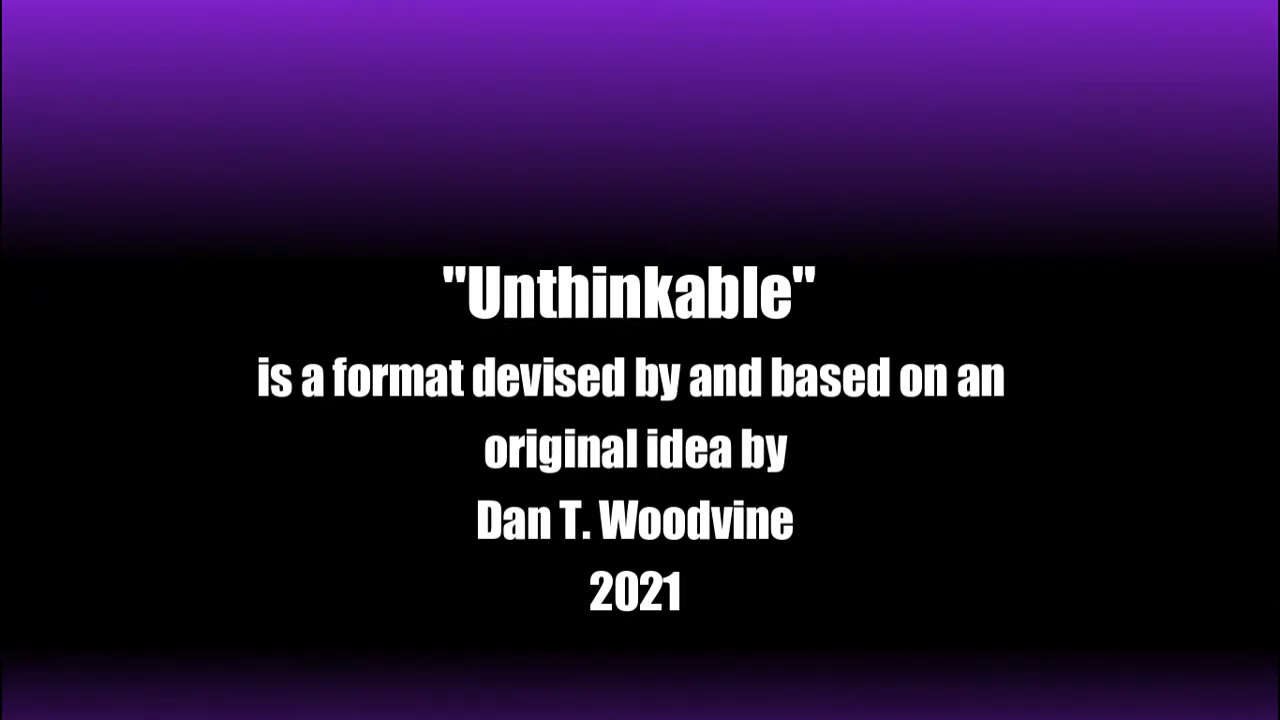 "Unthinkable"
is a format devised by and based on an
original idea by
Dan T. Woodvine
2021